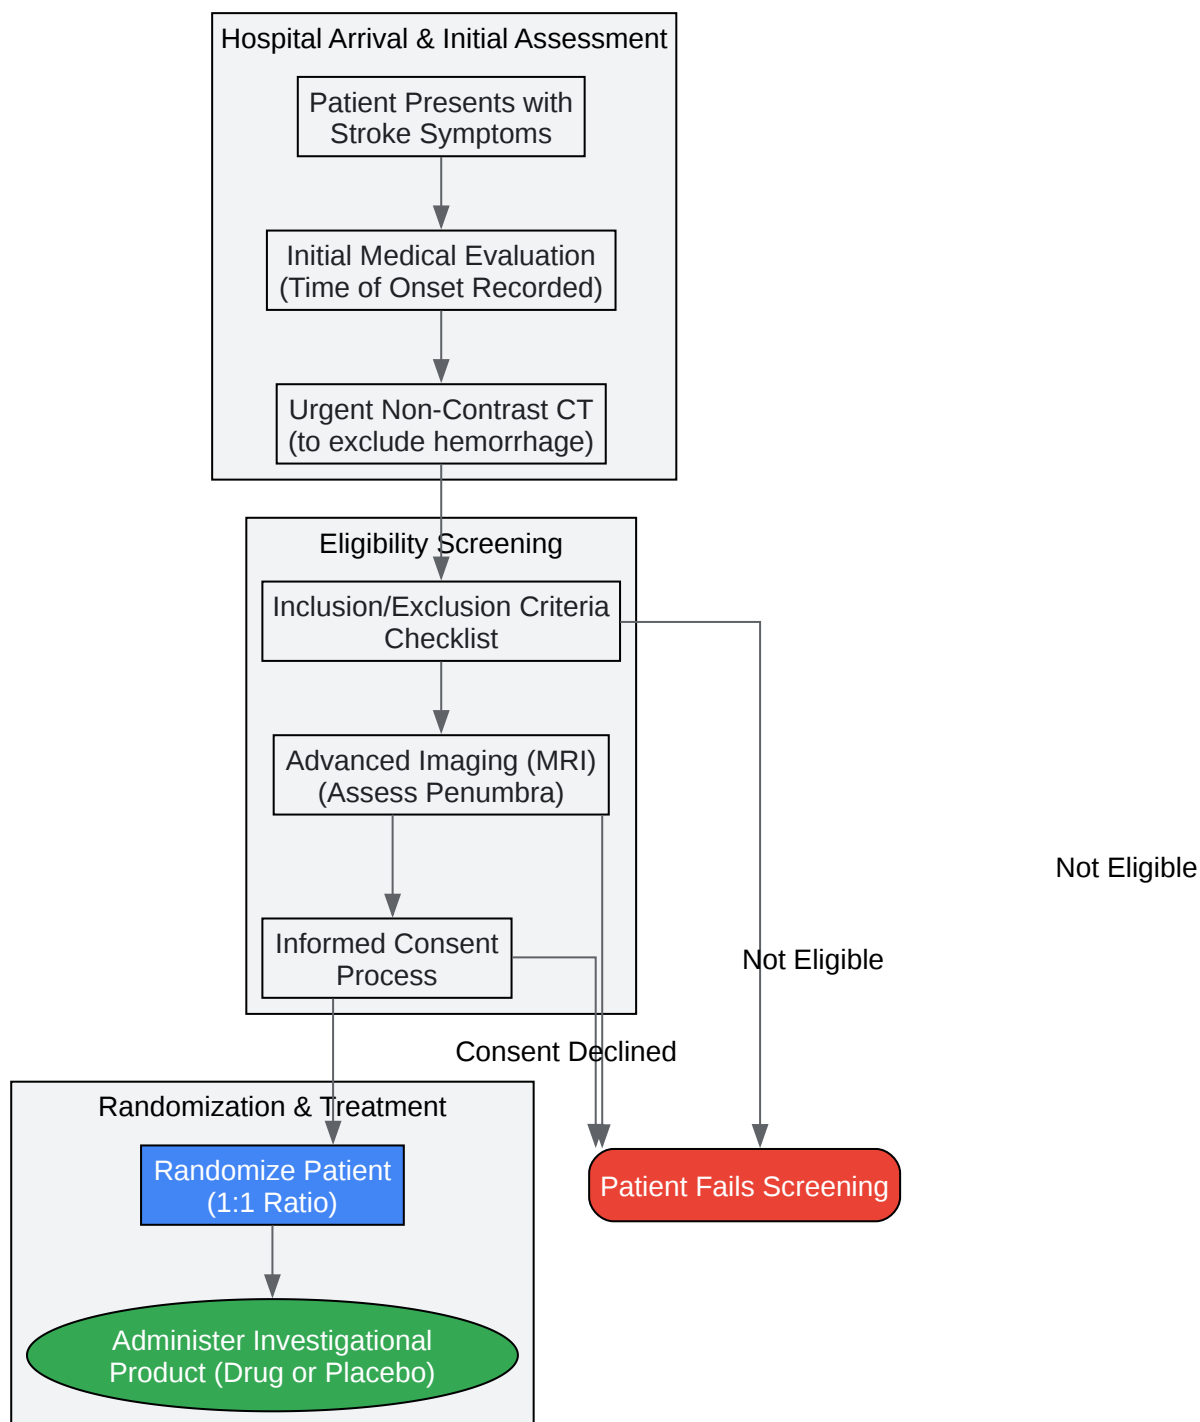 Hospital Arrival & Initial Assessment
Patient Presents with
Stroke Symptoms
Initial Medical Evaluation
(Time of Onset Recorded)
Urgent Non-Contrast CT
(to exclude hemorrhage)
Eligibility Screening
Inclusion/Exclusion Criteria
Checklist
Advanced Imaging (MRI)
(Assess Penumbra)
Not Eligible
Informed Consent
Process
Not Eligible
Consent Declined
Randomization & Treatment
Randomize Patient
(1:1 Ratio)
Patient Fails Screening
Administer Investigational
Product (Drug or Placebo)